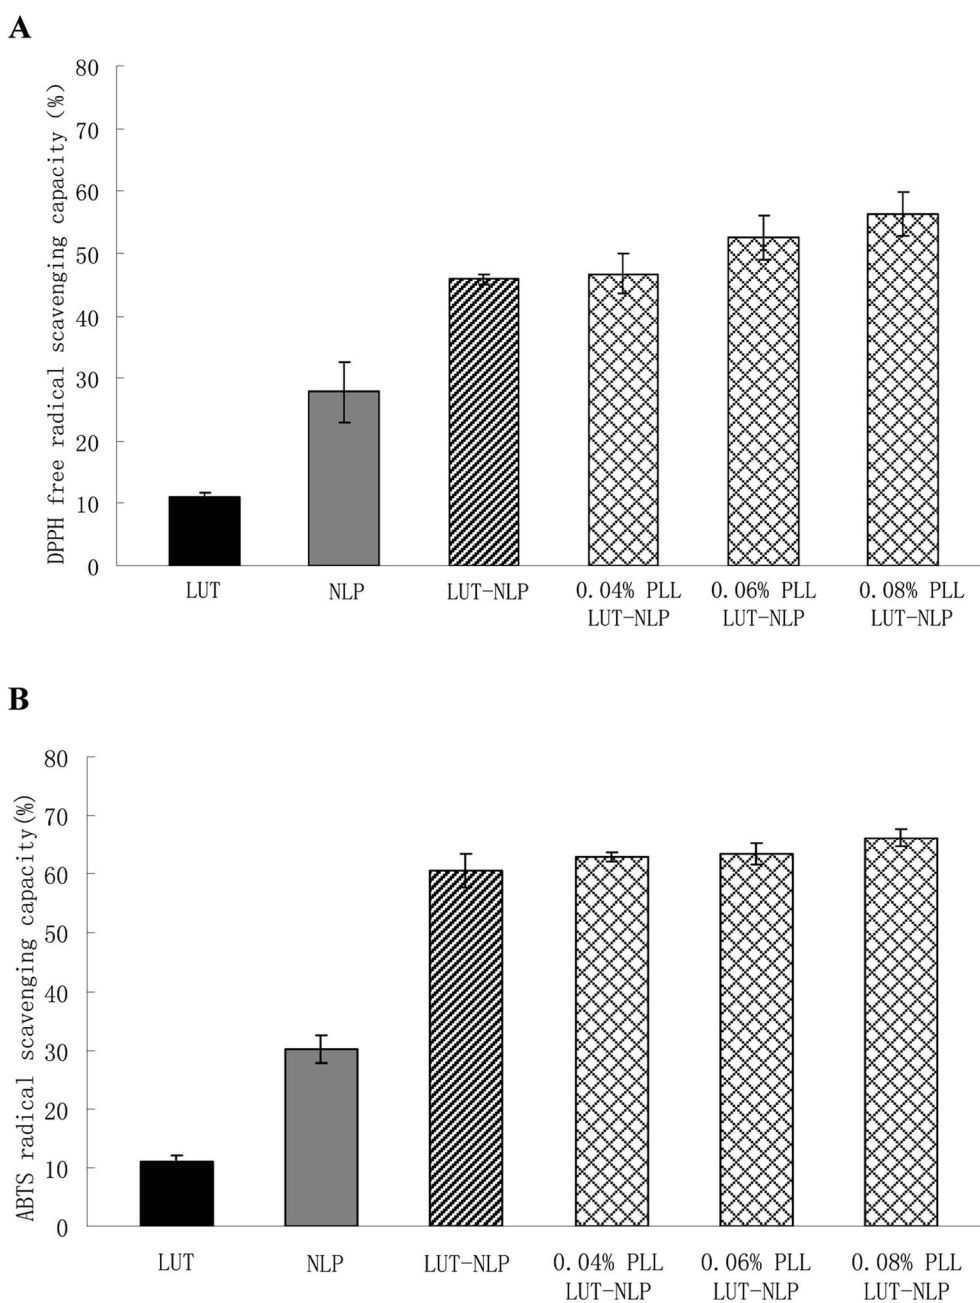 A
DPPH free radical scavenging capacity (%)
80
70
60
50
40
30
20
10
0
LUT
NLP
LUT-NLP
0.04% PLL
LUT-NLP
0.06% PLL
LUT-NLP
0.08% PLL
LUT-NLP
B
ABTS radical scavenging capacity(%)
80
70
60
50
40
30
20
10
0
LUT
NLP
LUT-NLP
0.04% PLL
LUT-NLP
0.06% PLL
LUT-NLP
0.08% PLL
LUT-NLP